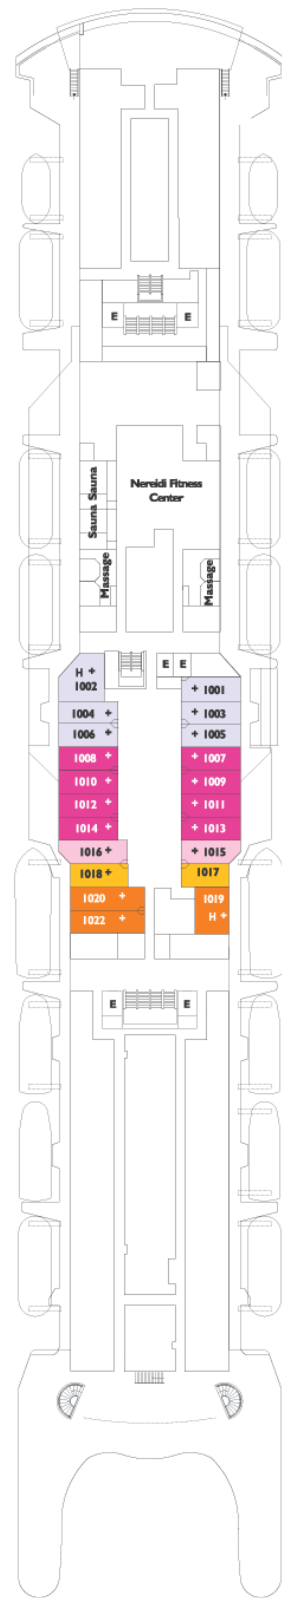 E E
Nereidi Fitness
Center
Sauna Sauna
Massage
Massage
H +
1002
E E
+ 1001
1004 +
+ 1003
1006 +
+ 1005
1008 +
+ 1007
1010 +
+ 1009
1012 +
+ 1011
1014 +
+ 1013
1016 +
+ 1015
1018 +
1017
1020 +
1019
H +
1022 +
E E